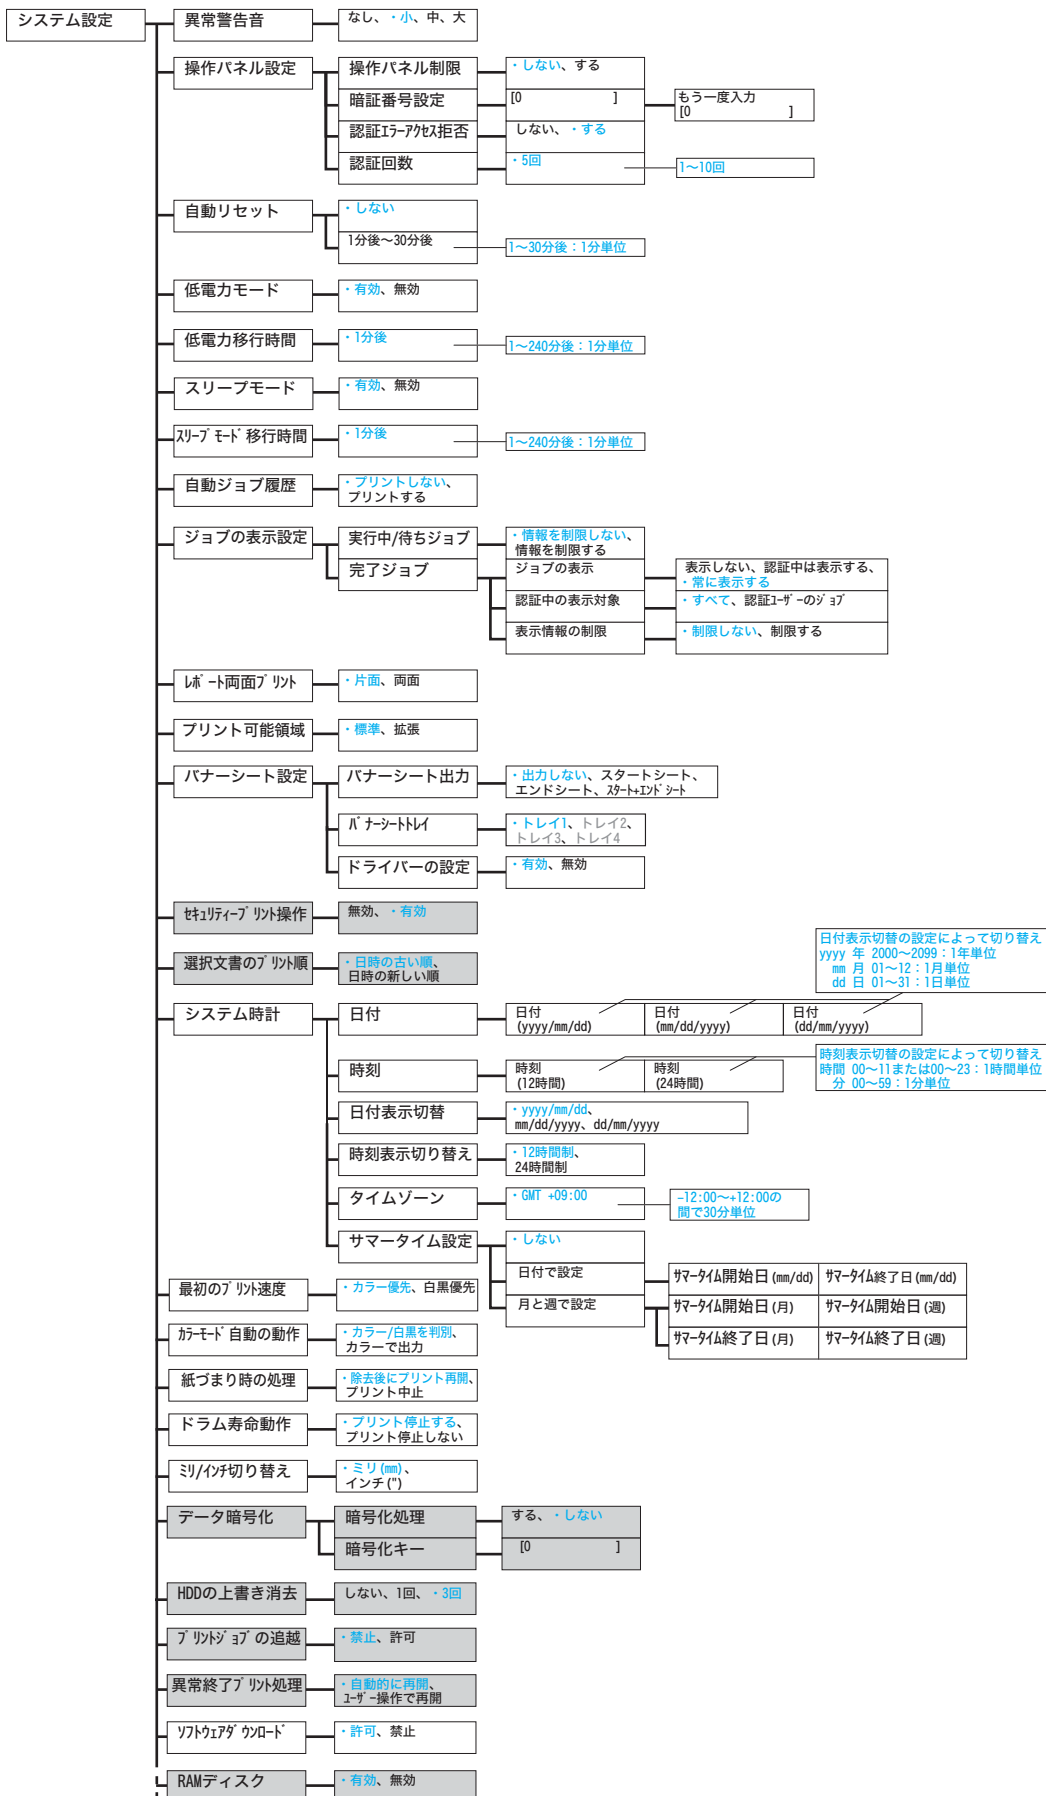 システム設定
異常警告音
なし、・小、中、大
操作パネル設定
操作パネル制限
・しない、する
暗証番号設定
[0 ]
もう一度入力
[0 ]
認証エラーアクセス拒否
しない、・する
認証回数
・5回
1～10回
自動リセット
・しない
1分後～30分後
1～30分後：1分単位
低電力モード
・有効、無効
低電力移行時間
・1分後
1～240分後：1分単位
スリープモード
・有効、無効
スリープモード移行時間
・1分後
1～240分後：1分単位
自動ジョブ履歴
・プリントしない、
プリントする
ジョブの表示設定
実行中/待ちジョブ
・情報を制限しない、
情報を制限する
完了ジョブ
ジョブの表示
表示しない、認証中は表示する、
・常に表示する
認証中の表示対象
・すべて、認証ユーザーのジョブ
表示情報の制限
・制限しない、制限する
レポート両面プリント
・片面、両面
プリント可能領域
・標準、拡張
バナーシート設定
バナーシート出力
・出力しない、スタートシート、
エンドシート、スタート+エンドシート
バナーシートトレイ
・トレイ1、トレイ2、
トレイ3、トレイ4
ドライバーの設定
・有効、無効
セキュリティープリント操作
無効、・有効
選択文書のプリント順
・日時の古い順、
日時の新しい順
日付表示切替の設定によって切り替え
yyyy 年 2000～2099：1年単位
mm 月 01～12：1月単位
dd 日 01～31：1日単位
システム時計
日付
日付
(yyyy/mm/dd)
日付
(mm/dd/yyyy)
日付
(dd/mm/yyyy)
時刻
時刻
(12時間)
時刻
(24時間)
時刻表示切替の設定によって切り替え
時間 00～11または00～23：1時間単位
分 00～59：1分単位
日付表示切替
・yyyy/mm/dd、
mm/dd/yyyy、dd/mm/yyyy
時刻表示切り替え
・12時間制、
24時間制
タイムゾーン
・GMT +09:00
-12:00～+12:00の
間で30分単位
サマータイム設定
・しない
日付で設定
サマータイム開始日(mm/dd)
サマータイム終了日(mm/dd)
月と週で設定
サマータイム開始日(月)
サマータイム開始日(週)
サマータイム終了日(月)
サマータイム終了日(週)
最初のプリント速度
・カラー優先、白黒優先
カラーモード自動の動作
・カラー/白黒を判別、
カラーで出力
紙づまり時の処理
・除去後にプリント再開、
プリント中止
ドラム寿命動作
・プリント停止する、
プリント停止しない
ミリ/インチ切り替え
・ミリ(mm)、
インチ(")
データ暗号化
暗号化処理
する、・しない
暗号化キー
[0 ]
HDDの上書き消去
しない、1回、・3回
プリントジョブの追越
・禁止、許可
異常終了プリント処理
・自動的に再開、
ユーザー操作で再開
ソフトウェアダウンロード
・許可、禁止
RAMディスク
・有効、無効